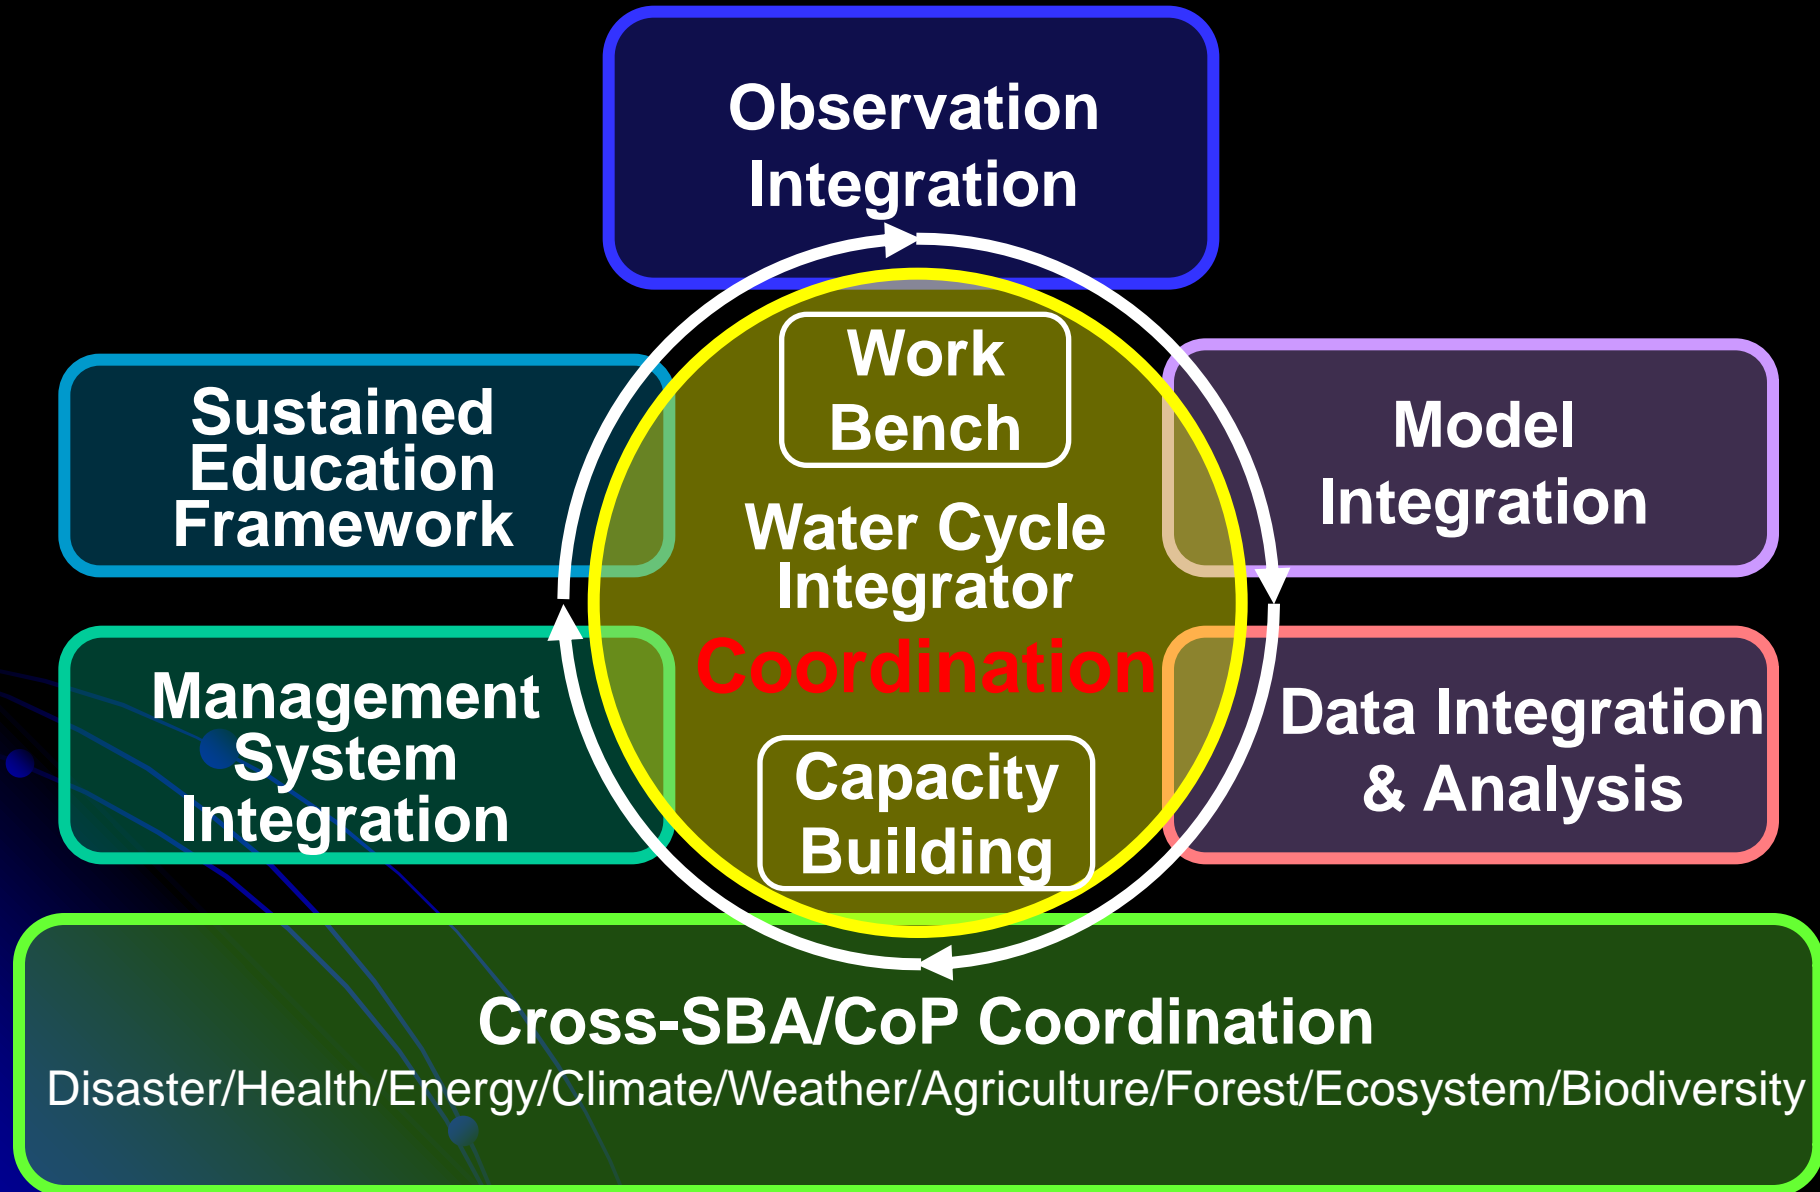 Observation
Integration
Work
Bench
Sustained
Education
Framework
Model
Integration
Water Cycle
Integrator
Coordination
Management
System
Integration
Data Integration
& Analysis
Capacity
Building
Cross-SBA/CoP Coordination
Disaster/Health/Energy/Climate/Weather/Agriculture/Forest/Ecosystem/Biodiversity